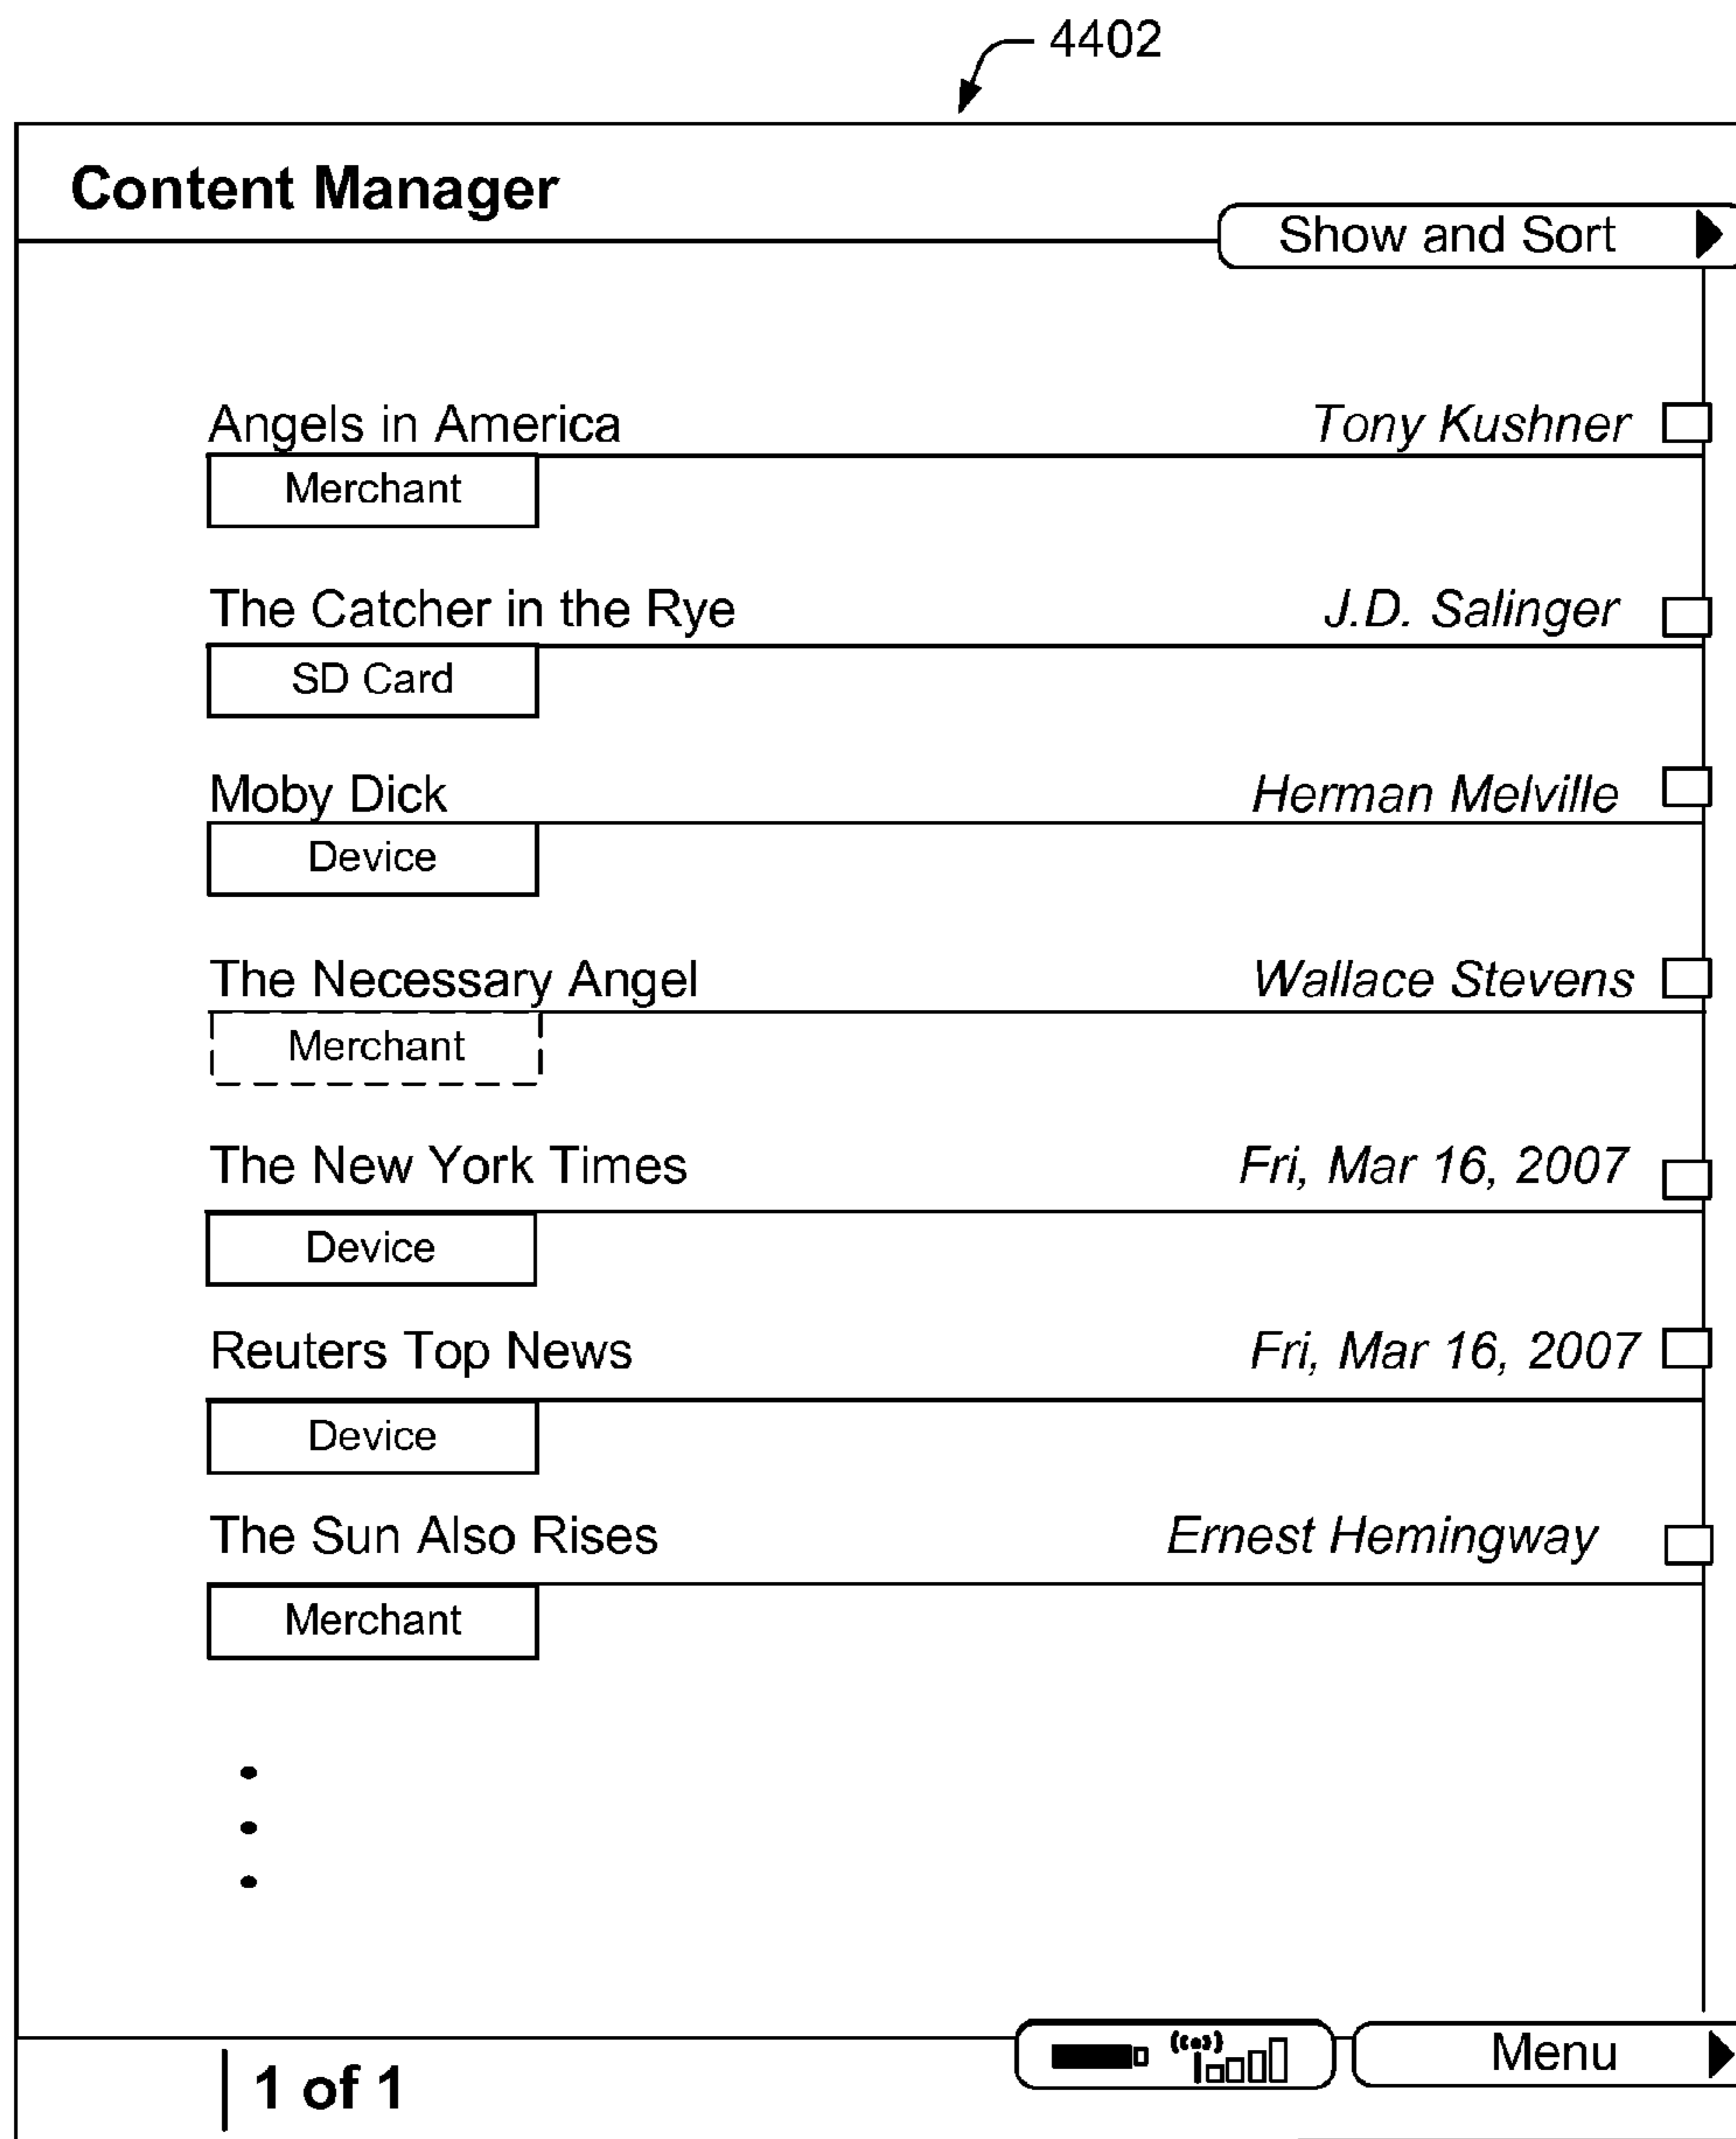 4402
Content Manager
Show and Sort
Angels in America Tony Kushner
Merchant
The Catcher in the Rye J.D. Salinger
SD Card
Moby Dick Herman Melville
Device
The Necessary Angel Wallace Stevens
Merchant
The New York Times Fri, Mar 16, 2007
Device
Reuters Top News Fri, Mar 16, 2007
Device
The Sun Also Rises Ernest Hemingway
Merchant
1 of 1 Menu